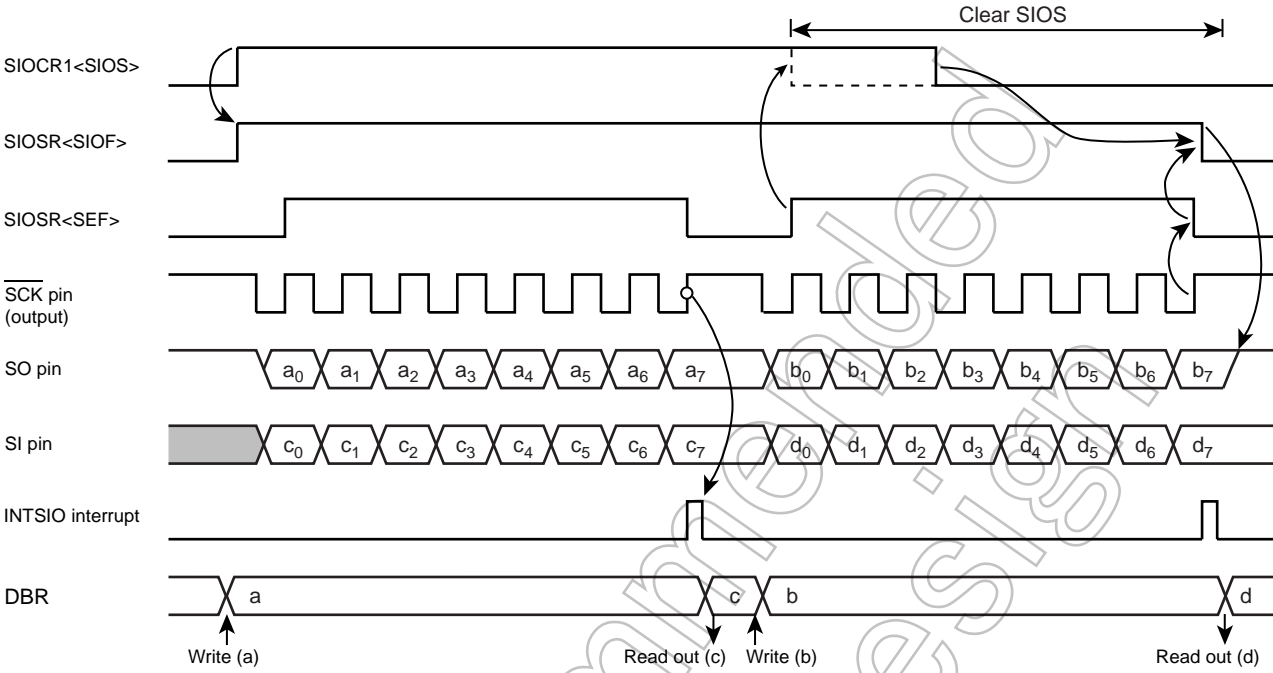 Clear SIOS
SIOCR1<SIOS>
SIOSR<SIOF>
SIOSR<SEF>
SCK pin
(output)
SO pin
a0 a1 a2 a3 a4 a5 a6 a7 b0 b1 b2 b3 b4 b5 b6 b7
SI pin
c0 c1 c2 c3 c4 c5 c6 c7 d0 d1 d2 d3 d4 d5 d6 d7
INTSIO interrupt
DBR
a c b d
Write (a) Read out (c) Write (b) Read out (d)